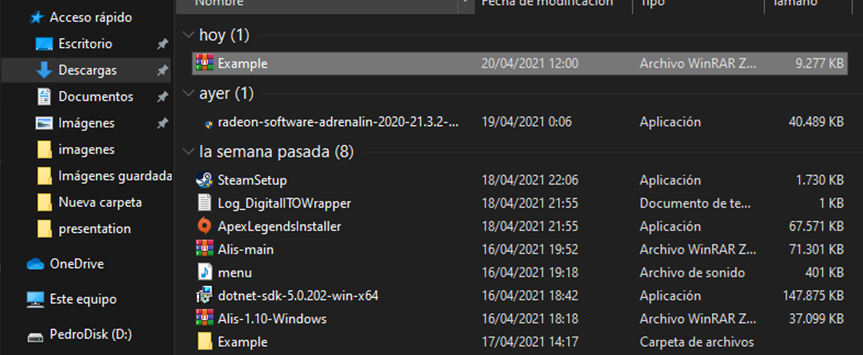 Nombre Fecha de modificación Tipo Tamaño
Acceso rápido
Escritorio
Descargas
Documentos
Imágenes
imagenes
Imágenes guardada
Nueva carpeta
presentation
OneDrive
Este equipo
PedroDisk (D:)
hoy (1)
Example 20/04/2021 12:00 Archivo WinRAR Z... 9.277 KB
ayer (1)
radeon-software-adrenalin-2020-21.3.2-... 19/04/2021 0:06 Aplicación 40.489 KB
la semana pasada (8)
SteamSetup 18/04/2021 22:06 Aplicación 1.730 KB
Log_DigitalITOWrapper 18/04/2021 21:55 Documento de te... 1 KB
ApexLegendsInstaller 18/04/2021 21:55 Aplicación 67.571 KB
Alis-main 16/04/2021 19:52 Archivo WinRAR Z... 71.301 KB
menu 16/04/2021 19:18 Archivo de sonido 401 KB
dotnet-sdk-5.0.202-win-x64 16/04/2021 18:42 Aplicación 147.875 KB
Alis-1.10-Windows 16/04/2021 18:18 Archivo WinRAR Z... 37.099 KB
Example 17/04/2021 14:17 Carpeta de archivos